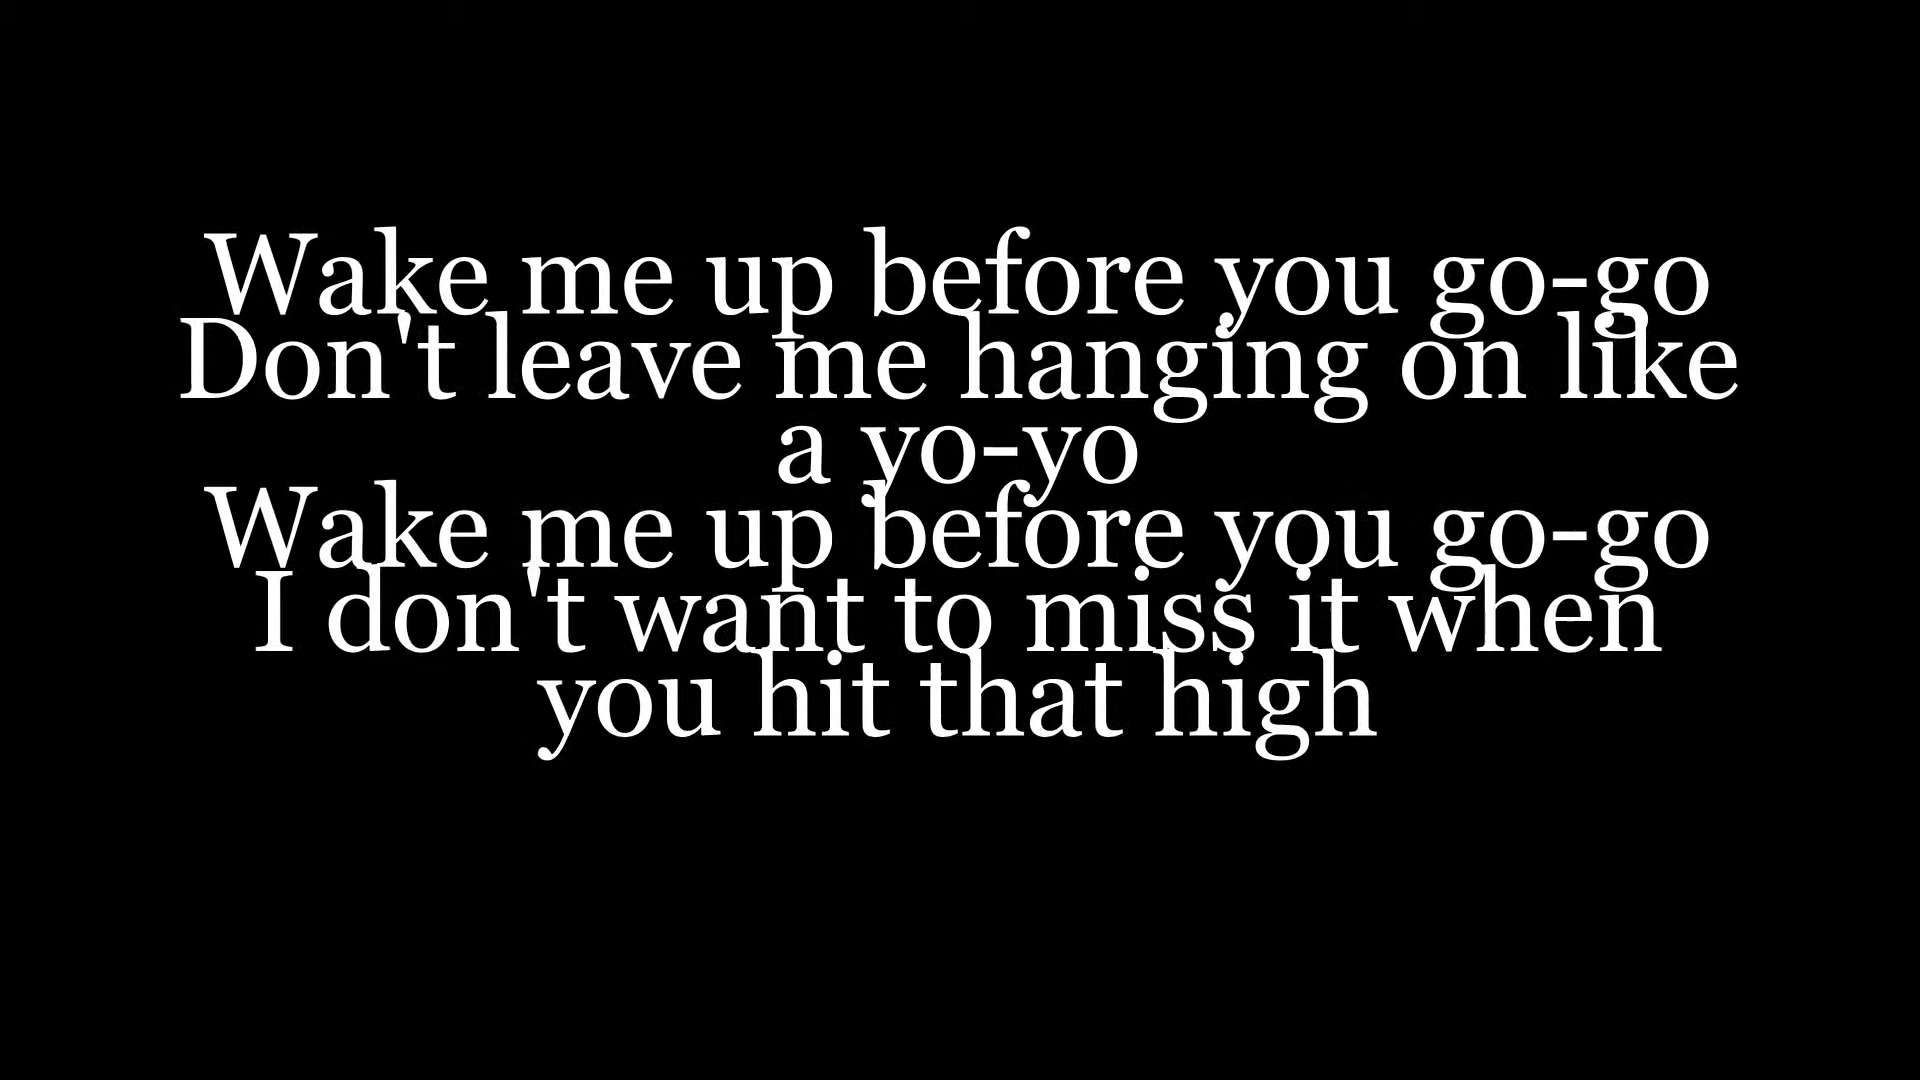 Wake me up before you go-go
Don't leave me hanging on like
a yo-yo
Wake me up before you go-go
I don't want to miss it when
you hit that high